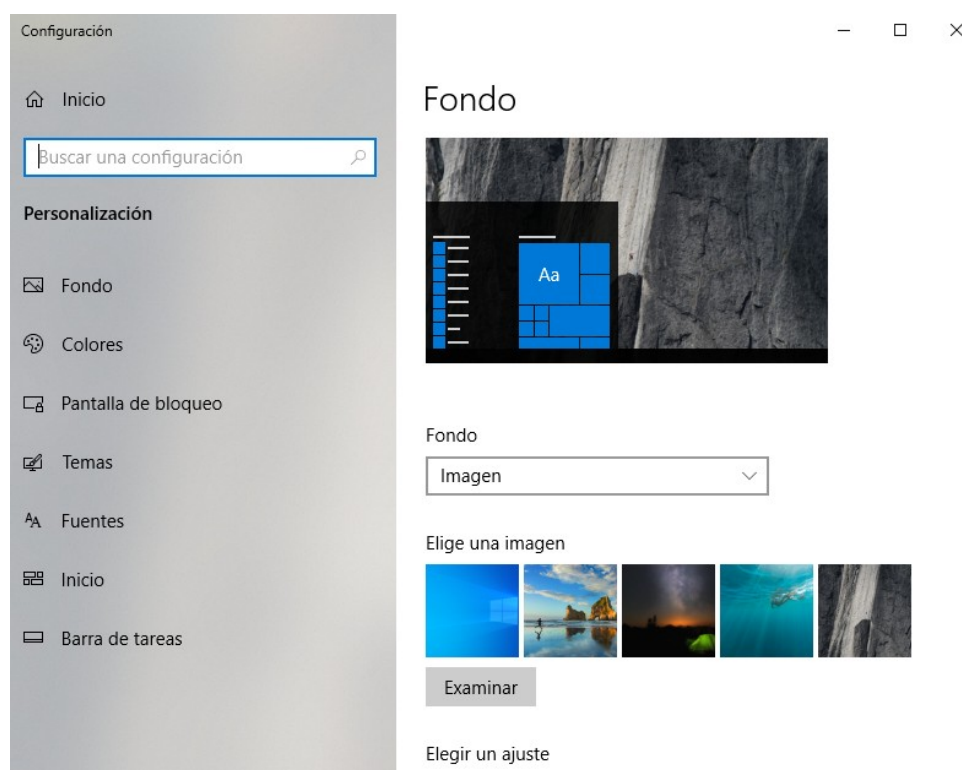 Configuración
Inicio
Buscar una configuración
Personalización
Fondo
Colores
Pantalla de bloqueo
Temas
Fuentes
Inicio
Barra de tareas
Fondo
Aa
Fondo
Imagen
Elige una imagen
Examinar
Elegir un ajuste